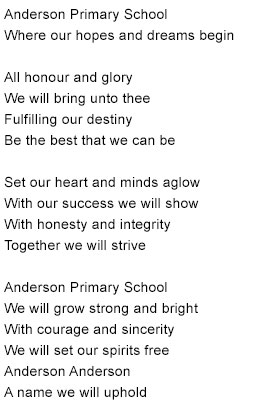 Anderson Primary School
Where our hopes and dreams begin

All honour and glory
We will bring unto thee
Fulfilling our destiny
Be the best that we can be

Set our heart and minds aglow
With our success we will show
With honesty and integrity
Together we will strive

Anderson Primary School
We will grow strong and bright
With courage and sincerity
We will set our spirits free
Anderson Anderson
A name we will uphold